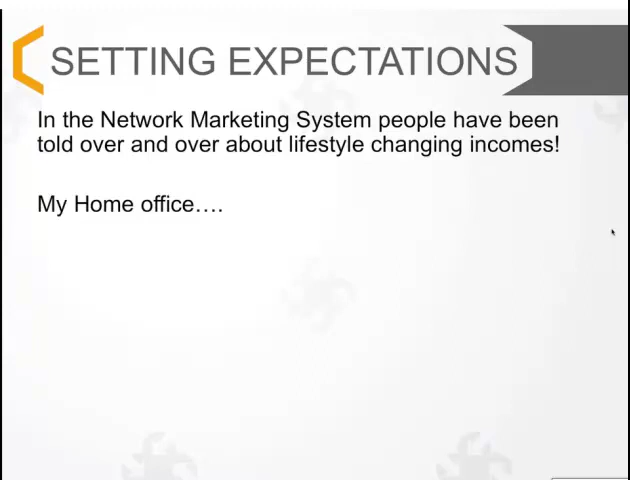 SETTING EXPECTATIONS
In the Network Marketing System people have been
told over and over about lifestyle changing incomes!
My Home office….